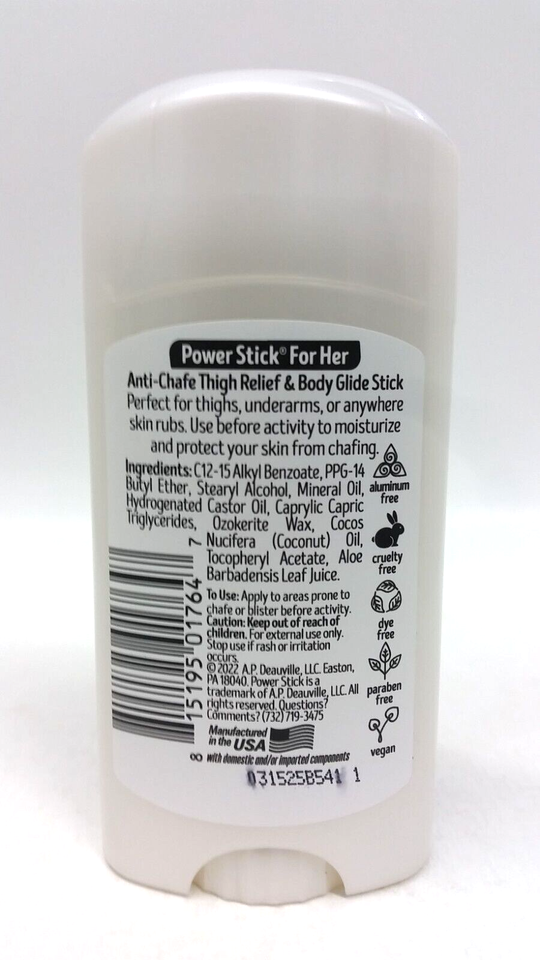 Power Stick® For Her
Anti-Chafe Thigh Relief & Body Glide Stick
Perfect for thighs, underarms, or anywhere
skin rubs. Use before activity to moisturize
and protect your skin from chafing.
Ingredients: C12-15 Alkyl Benzoate, PPG-14
Butyl Ether, Stearyl Alcohol, Mineral Oil,
Hydrogenated Castor Oil, Caprylic Capric
Triglycerides, Ozokerite Wax, Cocos
Nucifera (Coconut) Oil,
Tocopheryl Acetate, Aloe
Barbadensis Leaf Juice.
To Use: Apply to areas prone to
chafe or blister before activity.
Caution: Keep out of reach of
children. For external use only.
Stop use if rash or irritation
occurs.
© 2022 A.P. Deauville, LLC. Easton,
PA 18040. Power Stick is a
trademark of A.P. Deauville, LLC. All
rights reserved. Questions?
Comments? (732) 719-3475
Manufactured
in the USA
∞ with domestic and/or imported components
031525B541 1
7 15195 01764
aluminum
free
cruelty
free
dye
free
paraben
free
vegan